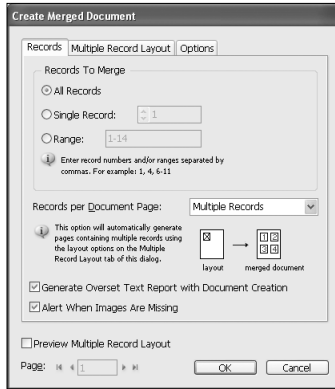 Create Merged Document
Records Multiple Record Layout Options
Records To Merge
All Records
Single Record: 1
Range: 1-14
Enter record numbers and/or ranges separated by
commas. For example: 1, 4, 6-11
Records per Document Page: Multiple Records
This option will automatically generate
pages containing multiple records using
the layout options on the Multiple
Record Layout tab of this dialog.
1 2
3 4
layout merged document
Generate Overset Text Report with Document Creation
Alert When Images Are Missing
Preview Multiple Record Layout
Page: 1 OK Cancel